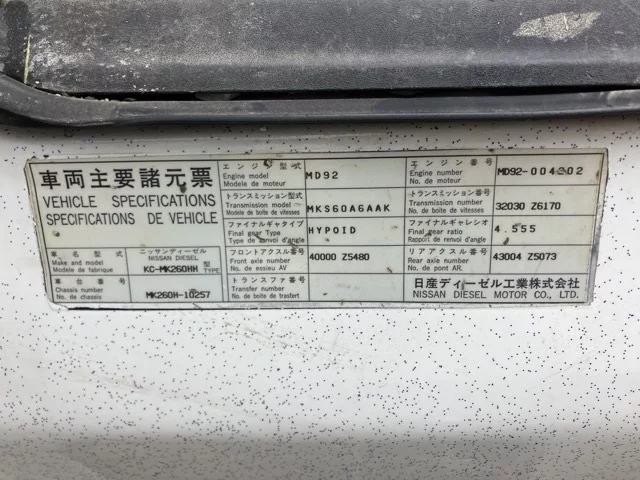 車両主要諸元票
VEHICLE SPECIFICATIONS
SPECIFICATIONS DE VEHICLE
車名型式
Make and model
Modèle de fabrique
ニッサンディーゼル
NISSAN DIESEL
KC-MK260HH
型
TYPE
車台番号
Chassis number
No. de chassis
MK260H-10257
エンジン型式
Engine model
Modèle de moteur
MD92
トランスミッション型式
Transmission model
Modèle de boîte de vitesses
MKS60A6AAK
ファイナルギヤタイプ
Final gear Type
Type de renvoi d'angle
HYPOID
フロントアクスル番号
Front axle number
No. de essieu AV
40000 Z5480
トランスファ番号
Transfer number
No. de boite de trasfert
エンジン番号
Engine number
No. de moteur
トランスミッション番号
Transmission number
No. de boîte de vitesses
32030 Z6170
ファイナルギャレシオ
Final gear ratio
Rapport de renvoi d'angle
4.555
リアアクスル番号
Rear axle number
No. de pont AR.
43004 Z5073
日産ディーゼル工業株式会社
NISSAN DIESEL MOTOR CO., LTD.